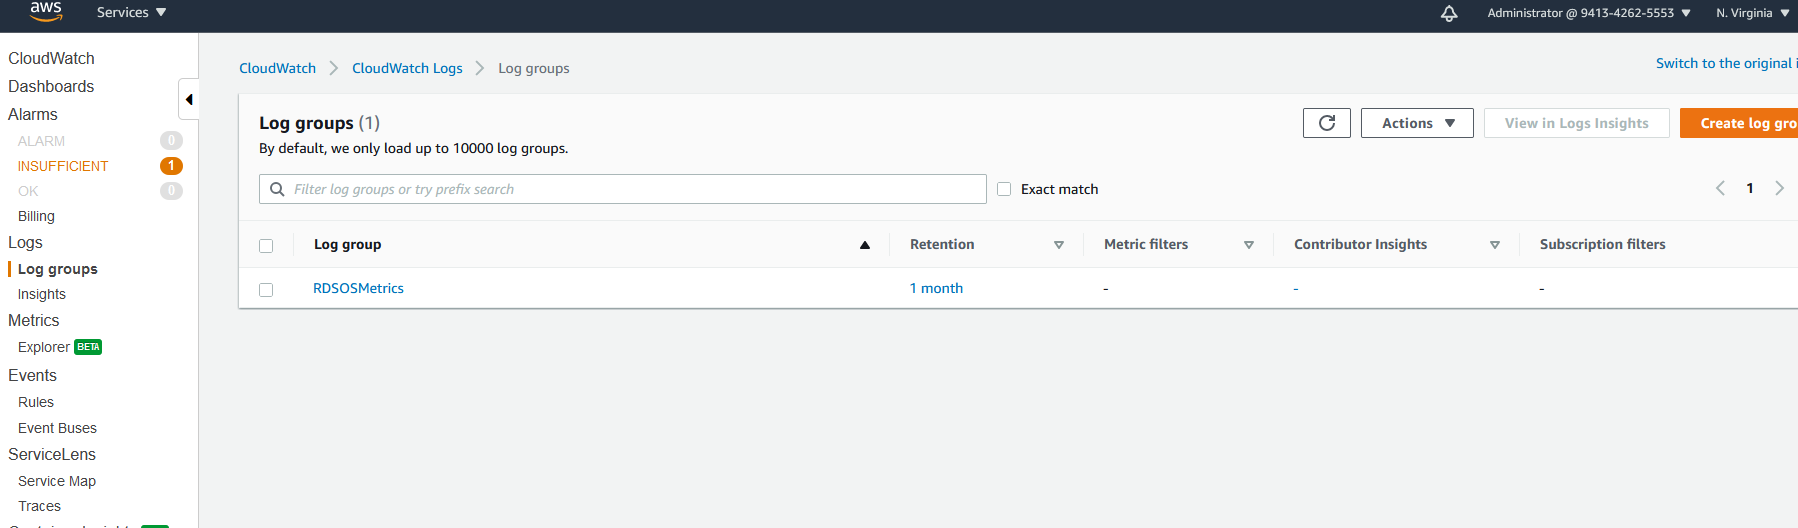 aws Services Administrator @ 9413-4262-5553 N. Virginia
CloudWatch
Dashboards
Alarms
ALARM 0
INSUFFICIENT 1
OK 0
Billing
Logs
Log groups
Insights
Metrics
Explorer BETA
Events
Rules
Event Buses
ServiceLens
Service Map
Traces
CloudWatch CloudWatch Logs Log groups
Switch to the original
Log groups (1)
By default, we only load up to 10000 log groups.
Actions View in Logs Insights Create log gro
Filter log groups or try prefix search Exact match 1
Log group Retention Metric filters Contributor Insights Subscription filters
RDSOSMetrics 1 month - - -